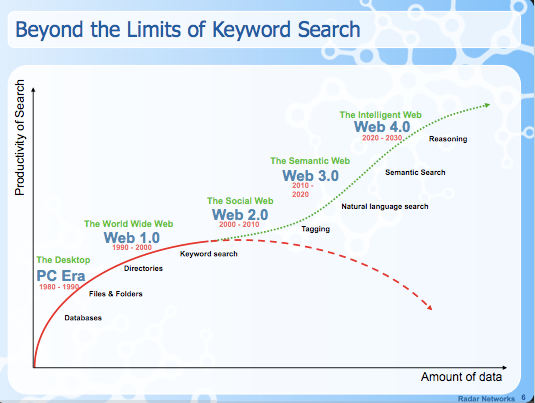 Beyond the Limits of Keyword Search
Productivity of Search
The Intelligent Web
Web 4.0
2020 - 2030
Reasoning
The Semantic Web
Web 3.0
2010 -
2020
Semantic Search
The Social Web
Web 2.0
2000 - 2010
Natural language search
The World Wide Web
Web 1.0
1990 - 2000
Tagging
Keyword search
The Desktop
PC Era
1980 - 1990
Directories
Files & Folders
Databases
Amount of data
Radar Networks 6